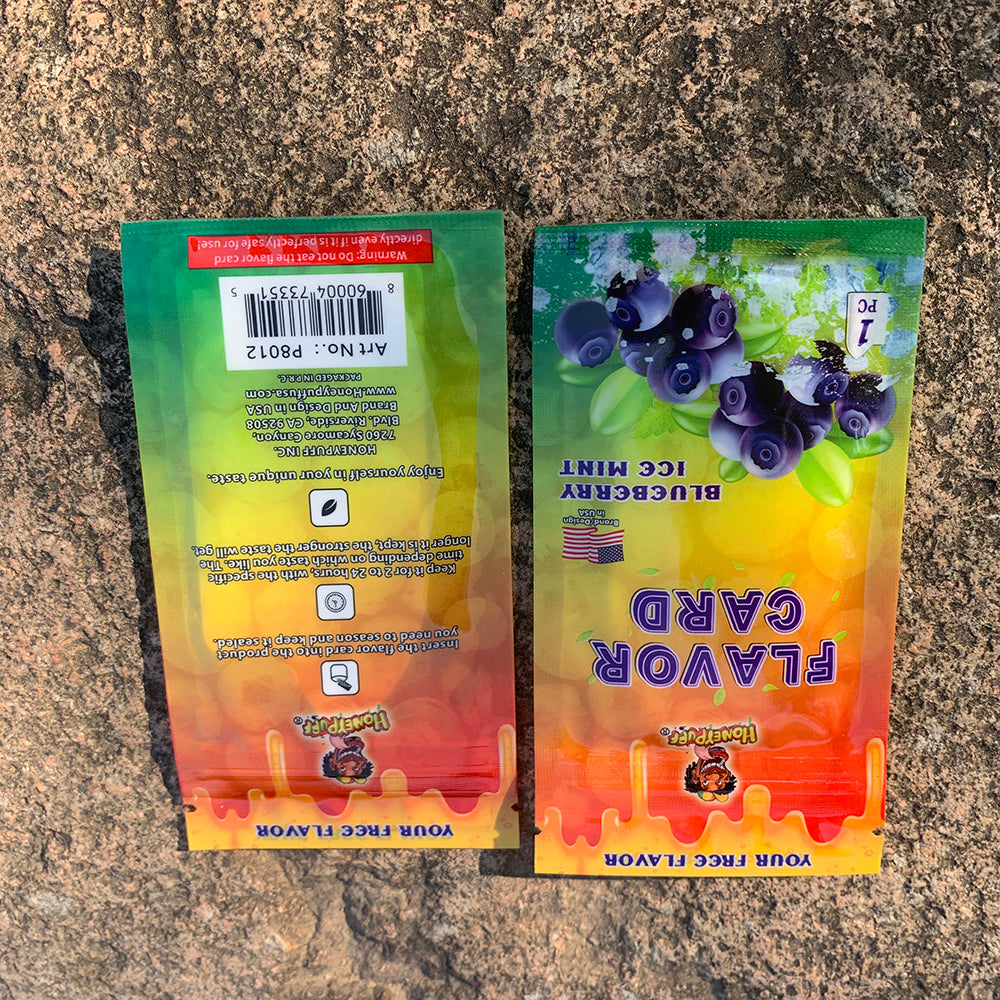 YOUR FREE FLAVOR
HONEYPUFF®
Insert the flavor card into the product
you need to season and keep it sealed.
Keep it for 2 to 24 hours, with the specific
time depending on which taste you like. The
longer it is kept, the stronger the taste will get.
Enjoy yourself in your unique taste.
HONEYPUFF INC.
7260 Sycamore Canyon,
Blvd. Riverside, CA 92508
Brand And Design in USA
www.Honeypuffusa.com
PACKAGED IN P.R.C.
Art No.: P8012
8 60004 73351 5
Warning: Do not eat the flavor card
directly even if it is perfectly safe for use!
YOUR FREE FLAVOR
HONEYPUFF®
FLAVOR
CARD
Brand/Design
in USA
BLUEBERRY
ICE MINT
1
PC